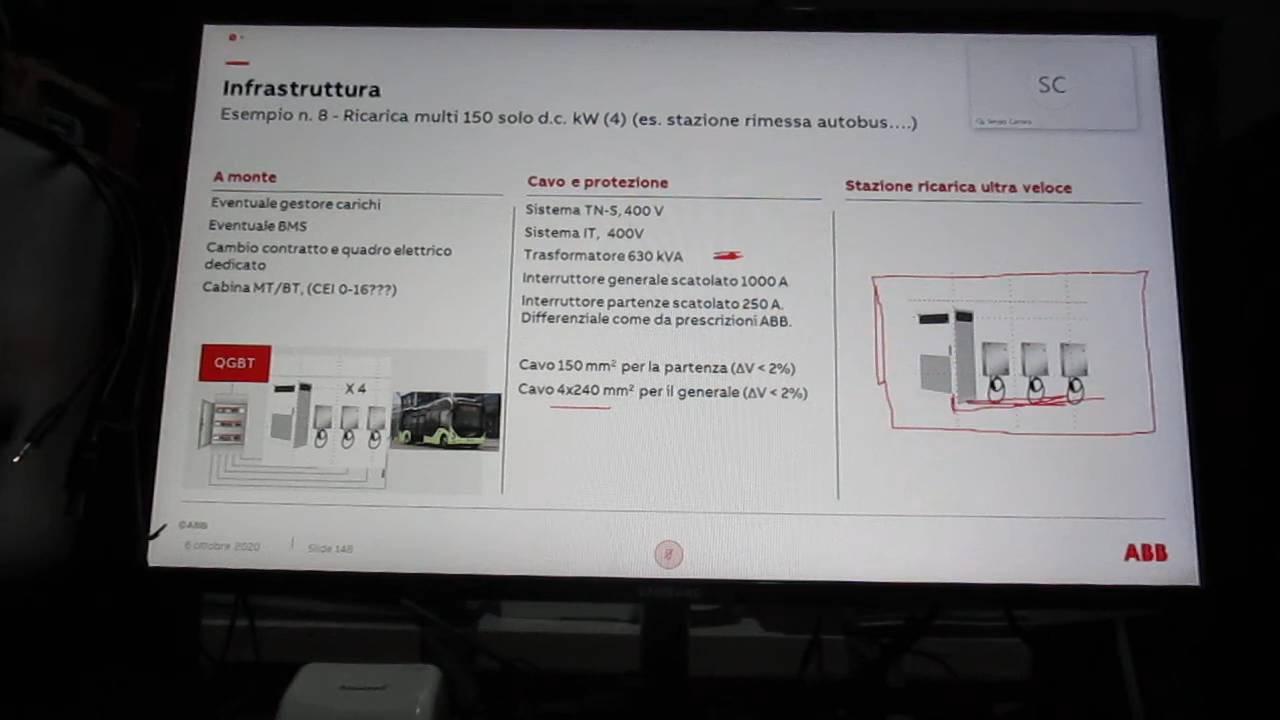 Infrastruttura
Esempio n. 8 - Ricarica multi 150 solo d.c. kW (4) (es. stazione rimessa autobus....)
SC
A monte
Eventuale gestore carichi
Eventuale BMS
Cambio contratto e quadro elettrico
dedicato
Cabina MT/BT, (CEI 0-16???)
QGBT
X 4
Cavo e protezione
Sistema TN-S, 400 V
Sistema IT, 400V
Trasformatore 630 kVA
Interruttore generale scatolato 1000 A
Interruttore partenze scatolato 250 A.
Differenziale come da prescrizioni ABB.
Cavo 150 mm² per la partenza (ΔV < 2%)
Cavo 4x240 mm² per il generale (ΔV < 2%)
Stazione ricarica ultra veloce
©ABB
6 ottobre 2020
Slide 148
ABB